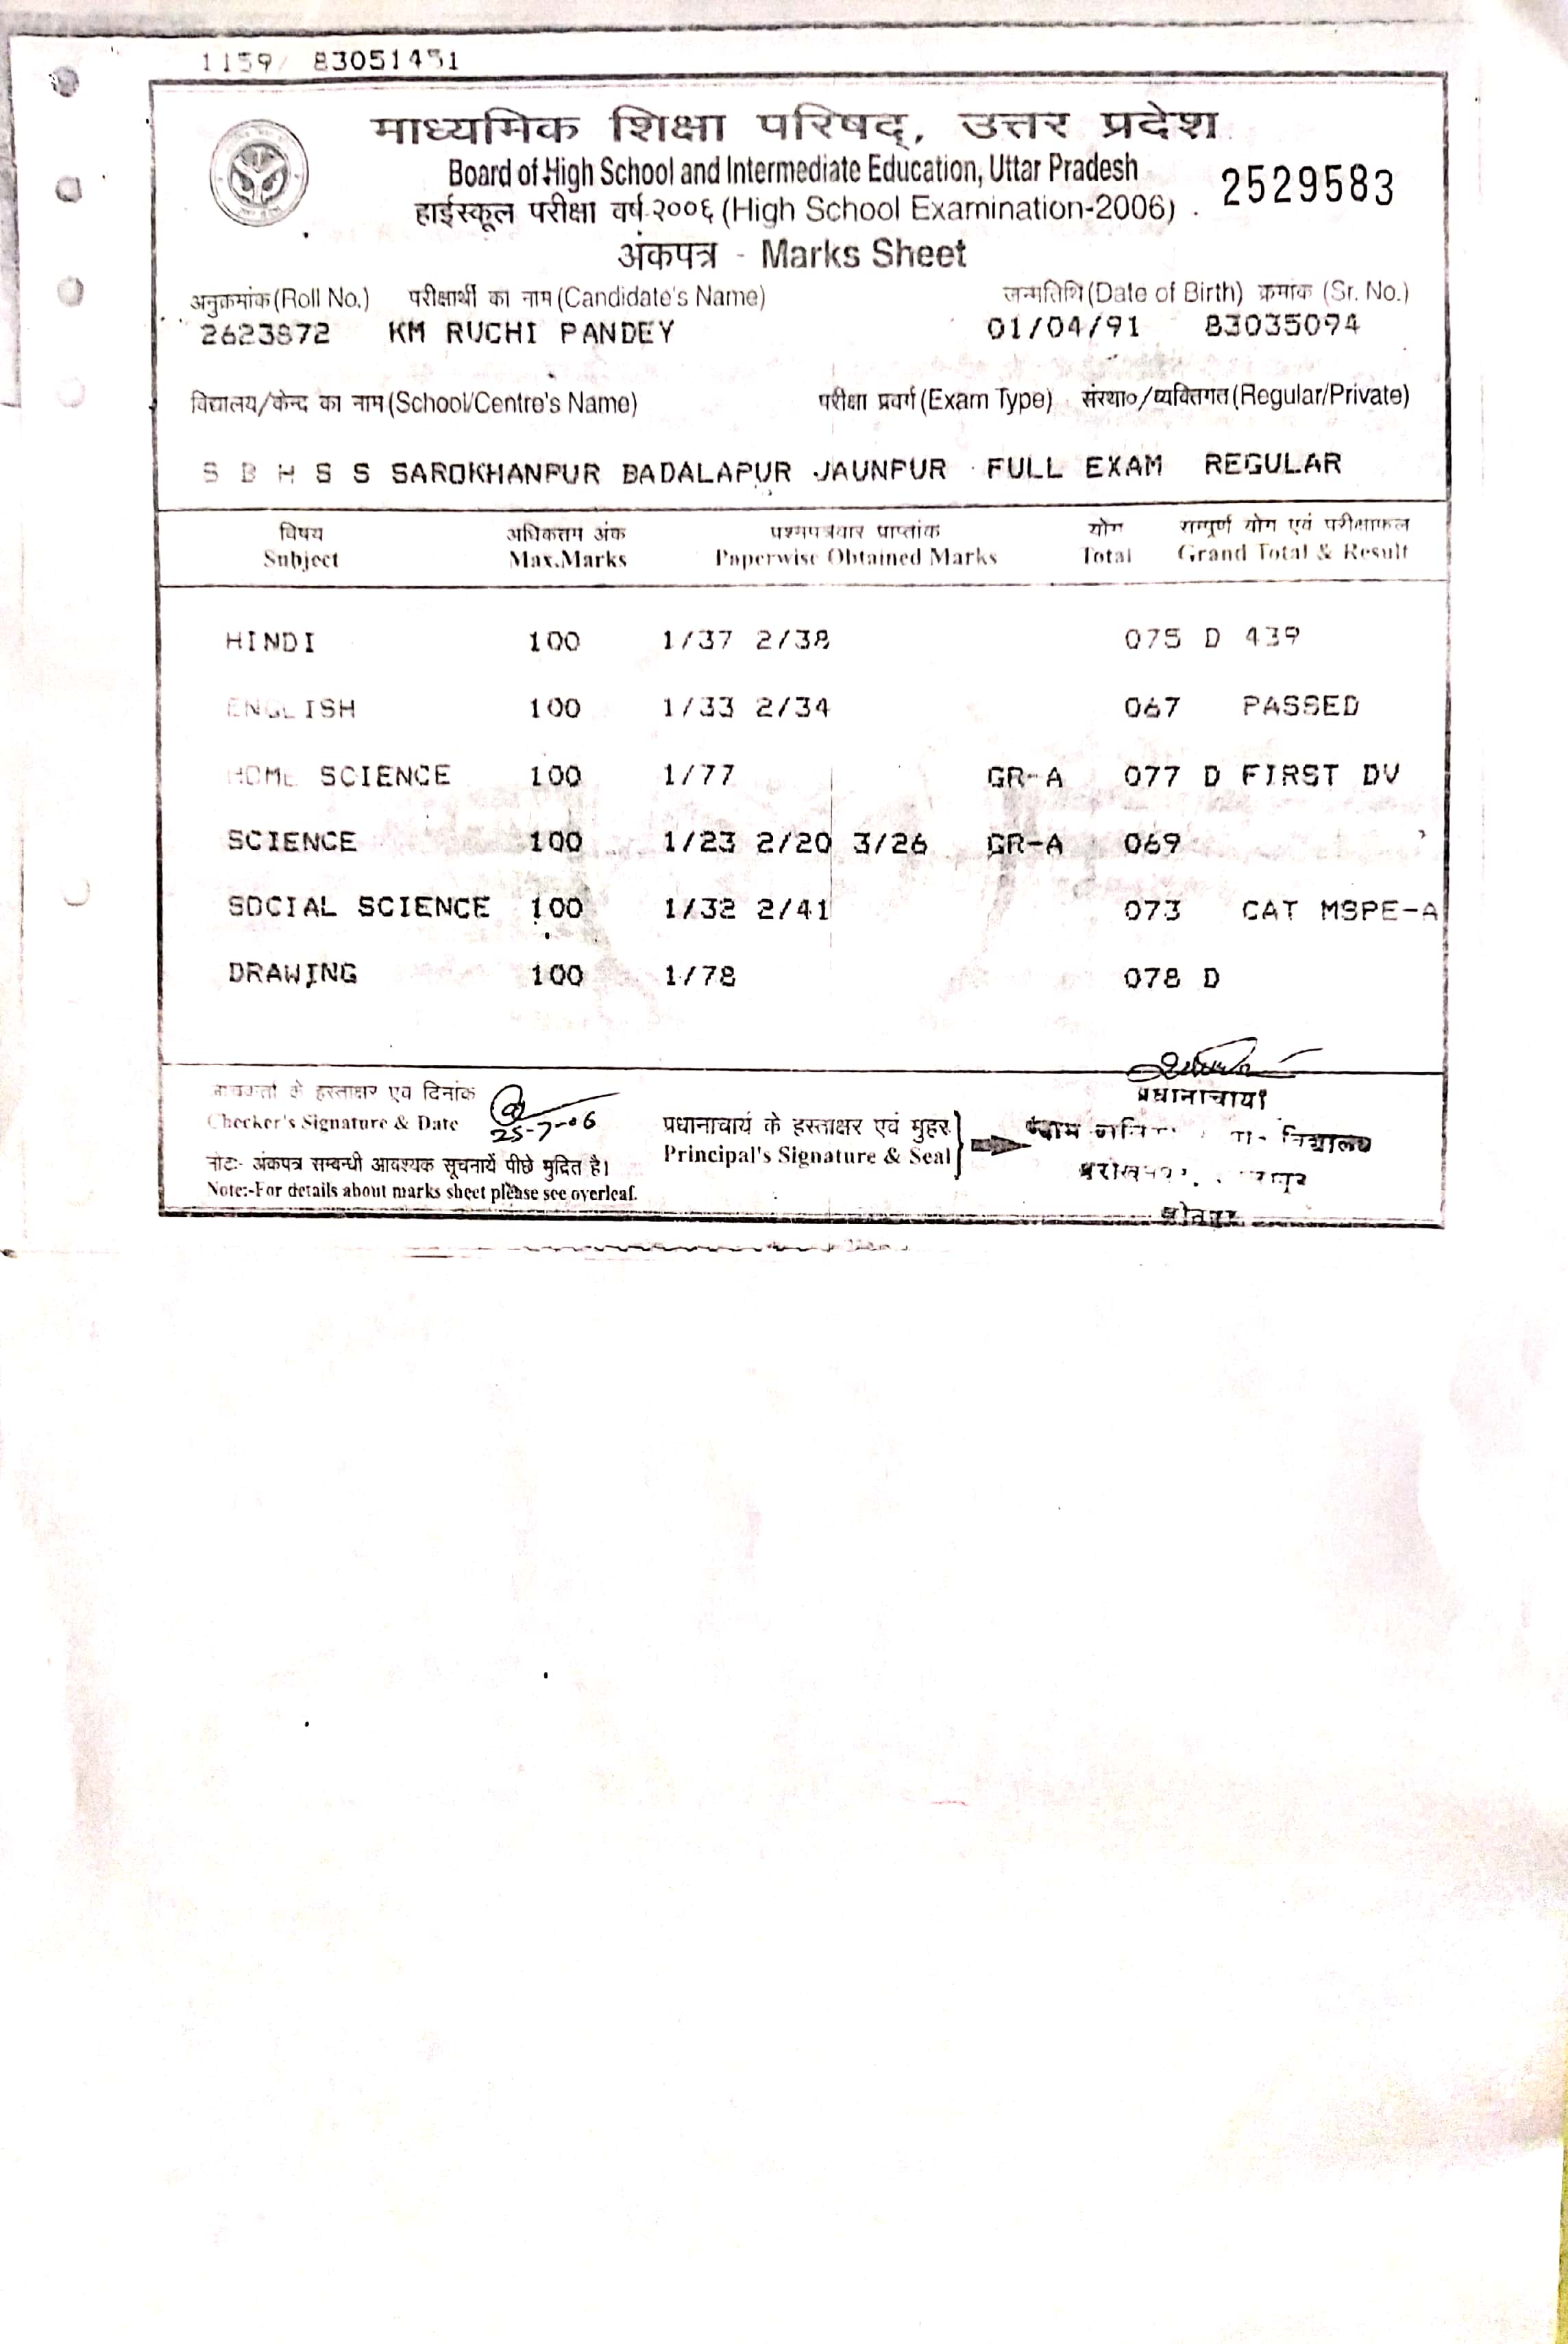 1159/ 83051451
माध्यमिक शिक्षा परिषद्, उत्तर प्रदेश
Board of High School and Intermediate Education, Uttar Pradesh
2529583
हाईस्कूल परीक्षा वर्ष २००६ (High School Examination-2006)
अंकपत्र - Marks Sheet
अनुक्रमांक (Roll No.) परीक्षार्थी का नाम (Candidate's Name) जन्मतिथि (Date of Birth) क्रमांक (Sr. No.)
2623872 KM RUCHI PANDEY 01/04/91 83035094
विद्यालय/केन्द्र का नाम (School/Centre's Name) परीक्षा प्रवर्ग (Exam Type) संस्था०/व्यक्तिगत (Regular/Private)
S B H S S SAROKHANPUR BADALAPUR JAUNPUR FULL EXAM REGULAR
विषय अधिकतम अंक प्रश्नपत्रवार प्राप्तांक योग सम्पूर्ण योग एवं परीक्षाफल
Subject Max.Marks Paperwise Obtained Marks Total Grand Total & Result
HINDI 100 1/37 2/38 075 D 439
ENGLISH 100 1/33 2/34 067 PASSED
HOME SCIENCE 100 1/77 GR-A 077 D FIRST DV
SCIENCE 100 1/23 2/20 3/26 GR-A 069
SOCIAL SCIENCE 100 1/32 2/41 073 CAT MSPE-A
DRAWING 100 1/78 078 D
के हस्ताक्षर एवं दिनांक
Checker's Signature & Date 25-7-06
प्रधानाचार्या
प्रधानाचार्य के हस्ताक्षर एवं मुहर
Principal's Signature & Seal
नोट:- अंकपत्र सम्बन्धी आवश्यक सूचनायें पीछे मुद्रित है।
Note:-For details about marks sheet please see overleaf.